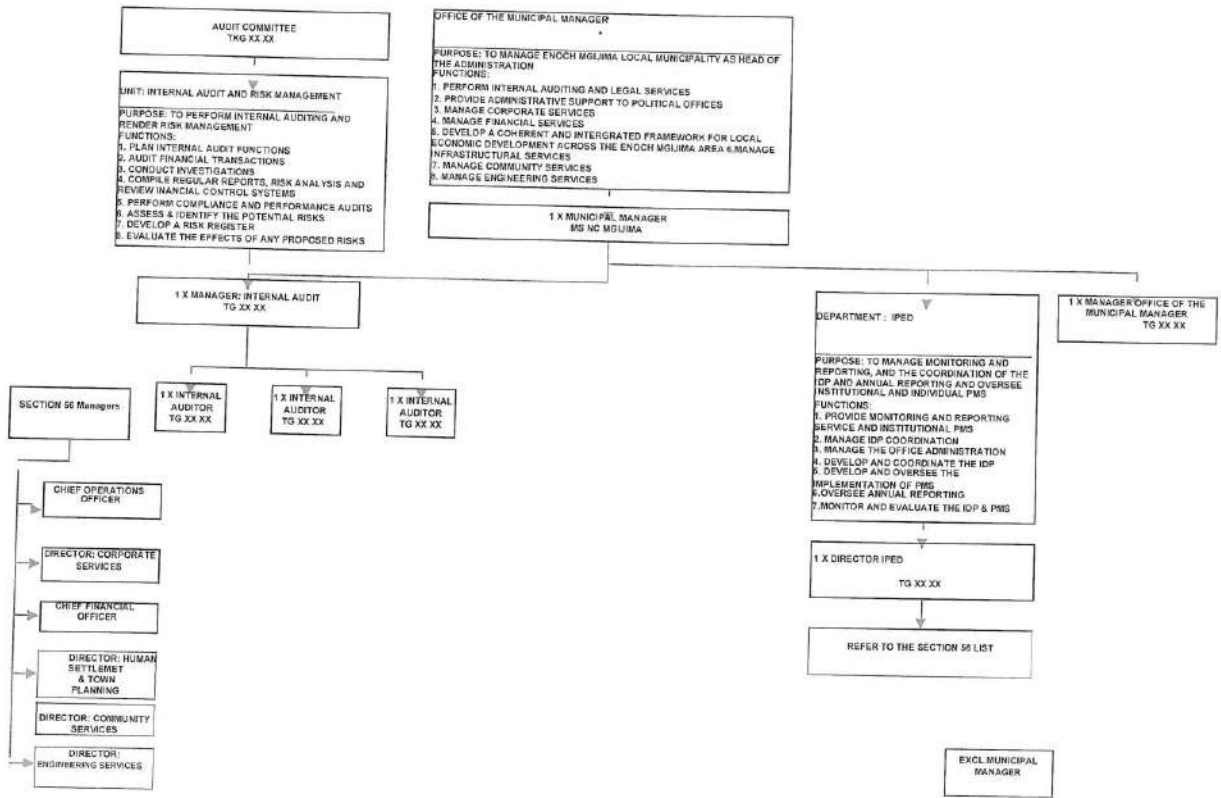 AUDIT COMMITTEE
TKG XX XX
UNIT: INTERNAL AUDIT AND RISK MANAGEMENT
PURPOSE: TO PERFORM INTERNAL AUDITING AND
RENDER RISK MANAGEMENT
FUNCTIONS:
1. PLAN INTERNAL AUDIT FUNCTIONS
2. AUDIT FINANCIAL TRANSACTIONS
3. CONDUCT INVESTIGATIONS
4. COMPILE REGULAR REPORTS, RISK ANALYSIS AND
REVIEW INANCIAL CONTROL SYSTEMS
5. PERFORM COMPLIANCE AND PERFORMANCE AUDITS
6. ASSESS & IDENTIFY THE POTENTIAL RISKS
7. DEVELOP A RISK REGISTER
8. EVALUATE THE EFFECTS OF ANY PROPOSED RISKS
OFFICE OF THE MUNICIPAL MANAGER
PURPOSE: TO MANAGE ENOCH MGIJIMA LOCAL MUNICIPALITY AS HEAD OF
THE ADMINISTRATION
FUNCTIONS:
1. PERFORM INTERNAL AUDITING AND LEGAL SERVICES
2. PROVIDE ADMINISTRATIVE SUPPORT TO POLITICAL OFFICES
3. MANAGE CORPORATE SERVICES
4. MANAGE FINANCIAL SERVICES
5. DEVELOP A COHERENT AND INTERGRATED FRAMEWORK FOR LOCAL
ECONOMIC DEVELOPMENT ACROSS THE ENOCH MGIJIMA AREA 6.MANAGE
INFRASTRUCTURAL SERVICES
7. MANAGE COMMUNITY SERVICES
8. MANAGE ENGINEERING SERVICES
1 X MUNICIPAL MANAGER
MS NC MGIJIMA
1 X MANAGER: INTERNAL AUDIT
TG XX XX
1 X INTERNAL
AUDITOR
TG XX XX
1 X INTERNAL
AUDITOR
TG XX XX
1 X INTERNAL
AUDITOR
TG XX XX
DEPARTMENT : IPED
PURPOSE: TO MANAGE MONITORING AND
REPORTING, AND THE COORDINATION OF THE
IDP AND ANNUAL REPORTING AND OVERSEE
INSTITUTIONAL AND INDIVIDUAL PMS
FUNCTIONS:
1. PROVIDE MONITORING AND REPORTING
SERVICE AND INSTITUTIONAL PMS
2. MANAGE IDP COORDINATION
3. MANAGE THE OFFICE ADMINISTRATION
4. DEVELOP AND COORDINATE THE IDP
5. DEVELOP AND OVERSEE THE
IMPLEMENTATION OF PMS
6.OVERSEE ANNUAL REPORTING
7.MONITOR AND EVALUATE THE IDP & PMS
1 X MANAGER OFFICE OF THE
MUNICIPAL MANAGER
TG XX XX
1 X DIRECTOR IPED
TG XX XX
REFER TO THE SECTION 56 LIST
SECTION 56 Managers
CHIEF OPERATIONS
OFFICER
DIRECTOR: CORPORATE
SERVICES
CHIEF FINANCIAL
OFFICER
DIRECTOR: HUMAN
SETTLEMET
& TOWN
PLANNING
DIRECTOR: COMMUNITY
SERVICES
DIRECTOR:
ENGINEERING SERVICES
EXCL.MUNICIPAL
MANAGER